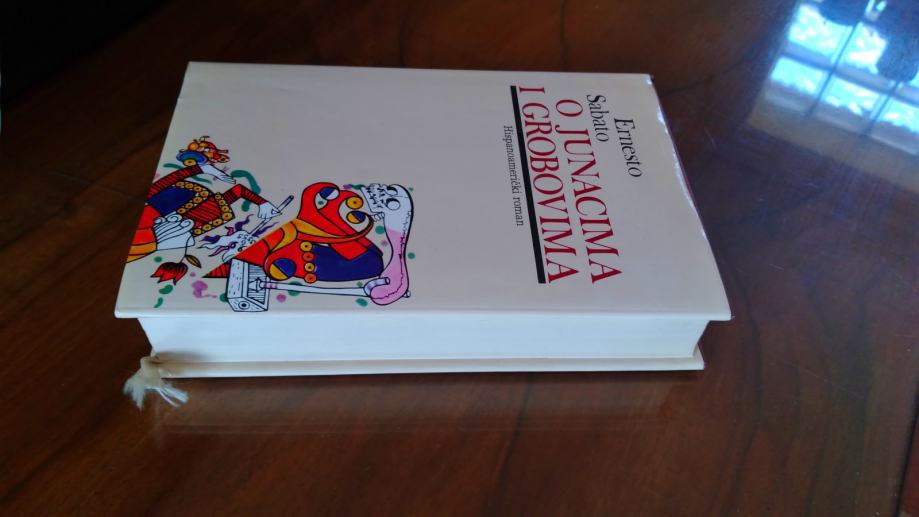 Ernesto
Sabato
O JUNACIMA
I GROBOVIMA
Hispanoamerički roman